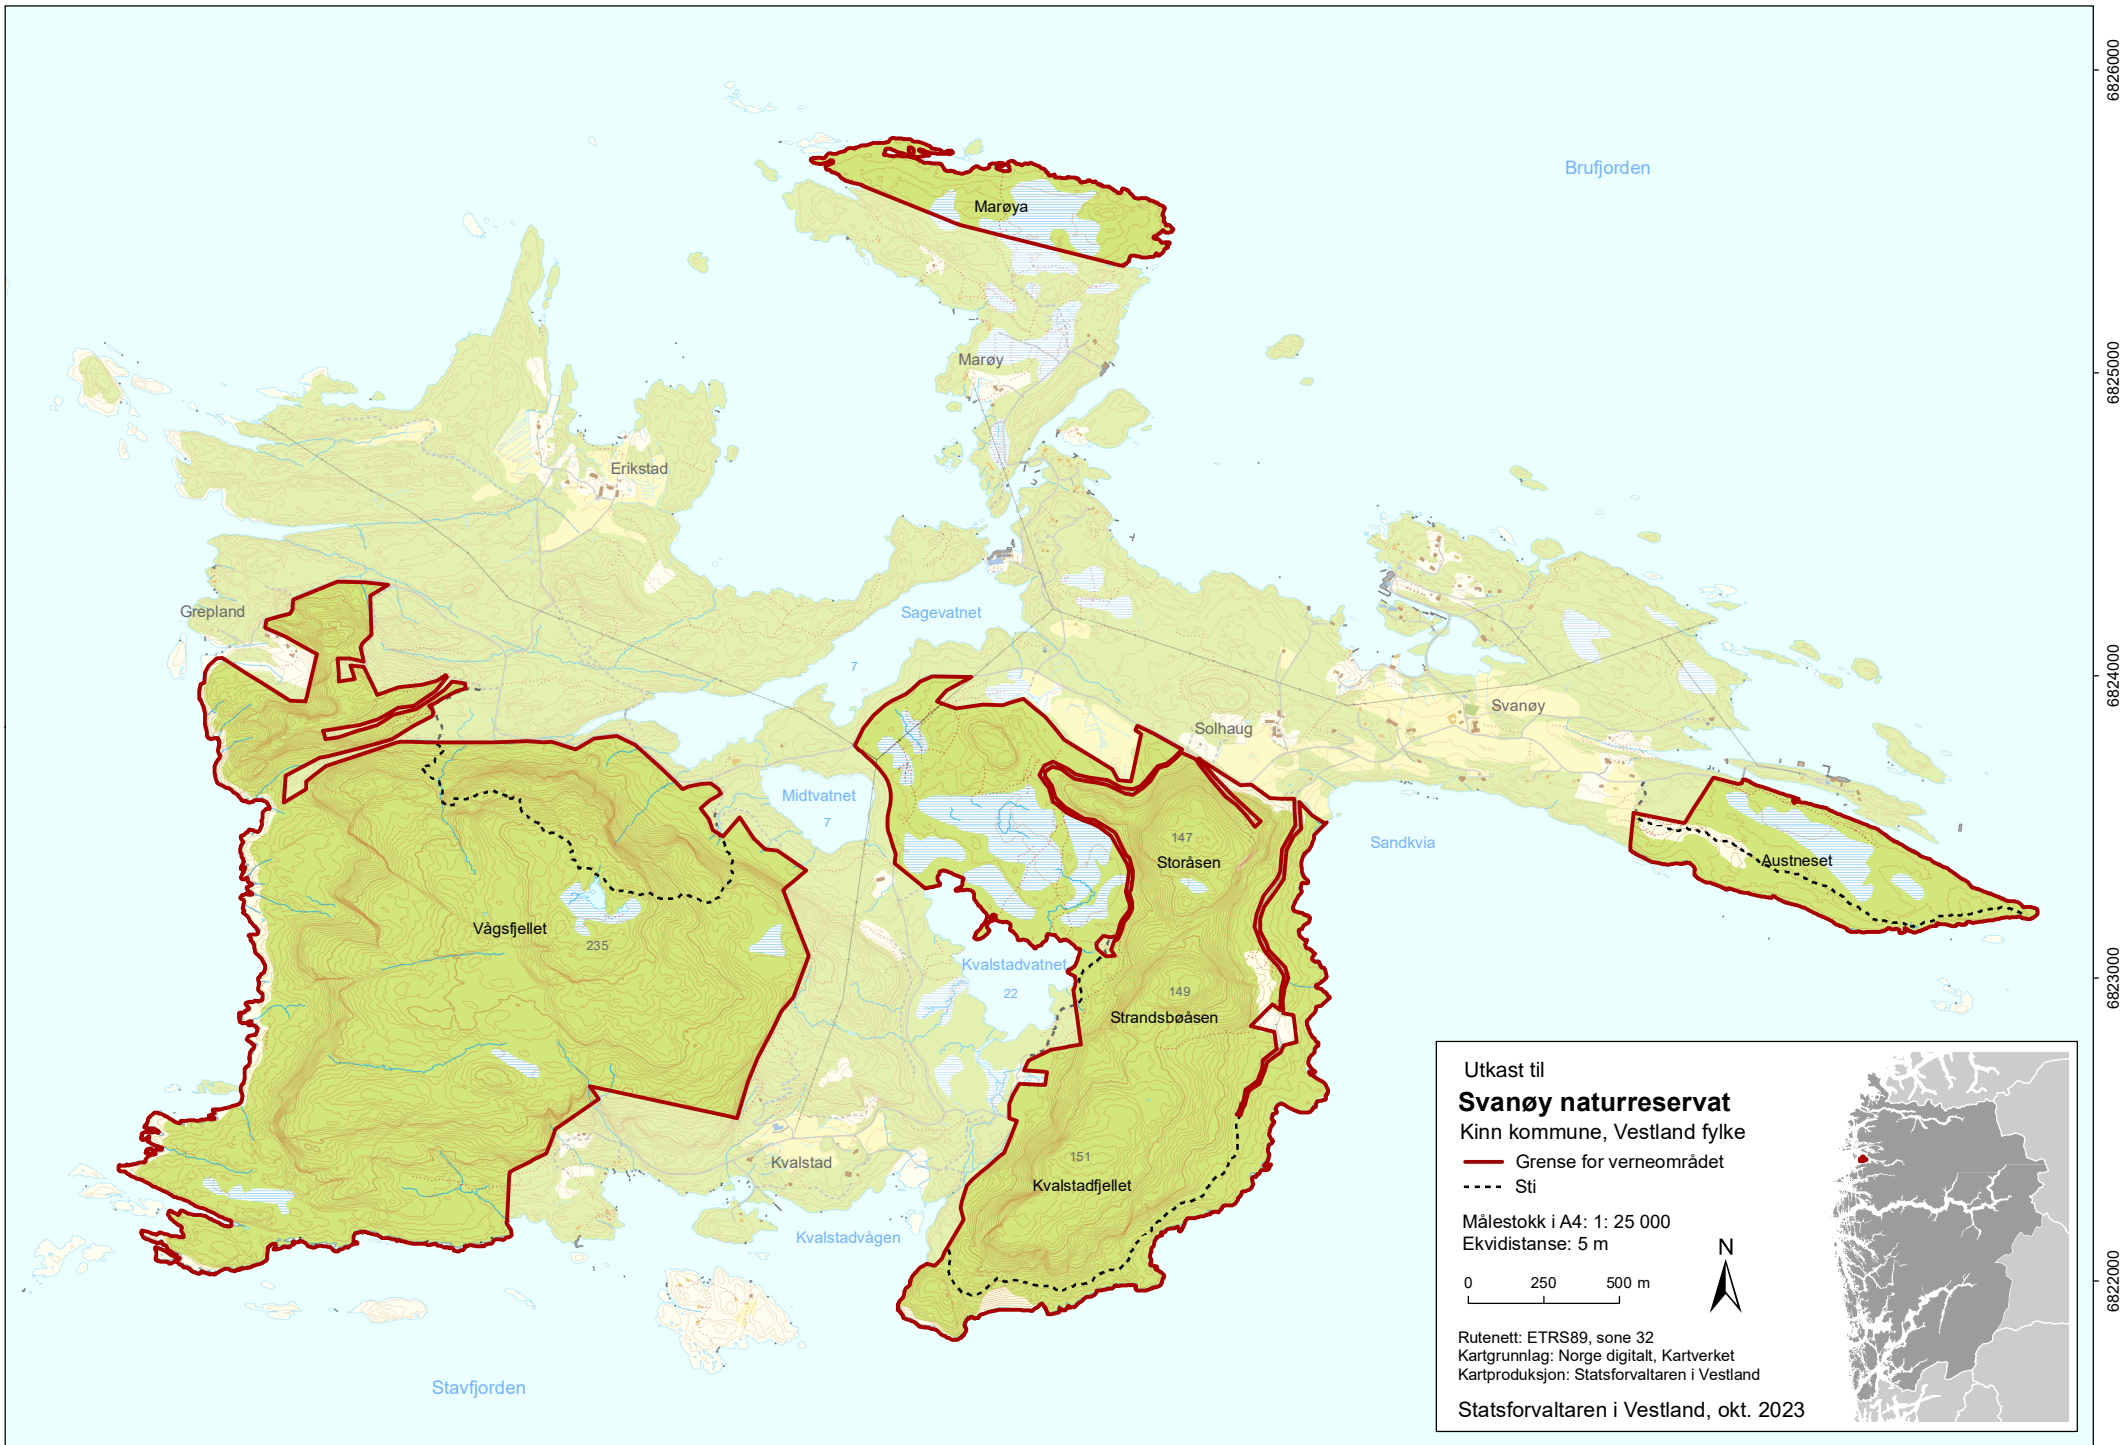 6826000
Brufjorden
Marøya
6825000
Marøy
Erikstad
Grepland
Sagevatnet
7
6824000
Solhaug
Svanøy
Midtvatnet
7
Sandkvia
147
Storåsen
Austneset
Vågsfjellet
235
Kvalstadvatnet
22
6823000
149
Strandsbøåsen
Kvalstad
151
Kvalstadfjellet
Kvalstadvågen
6822000
Stavfjorden
Utkast til
Svanøy naturreservat
Kinn kommune, Vestland fylke
Grense for verneområdet
Sti
Målestokk i A4: 1: 25 000
Ekvidistanse: 5 m
N
0 250 500 m
Rutenett: ETRS89, sone 32
Kartgrunnlag: Norge digitalt, Kartverket
Kartproduksjon: Statsforvaltaren i Vestland
Statsforvaltaren i Vestland, okt. 2023